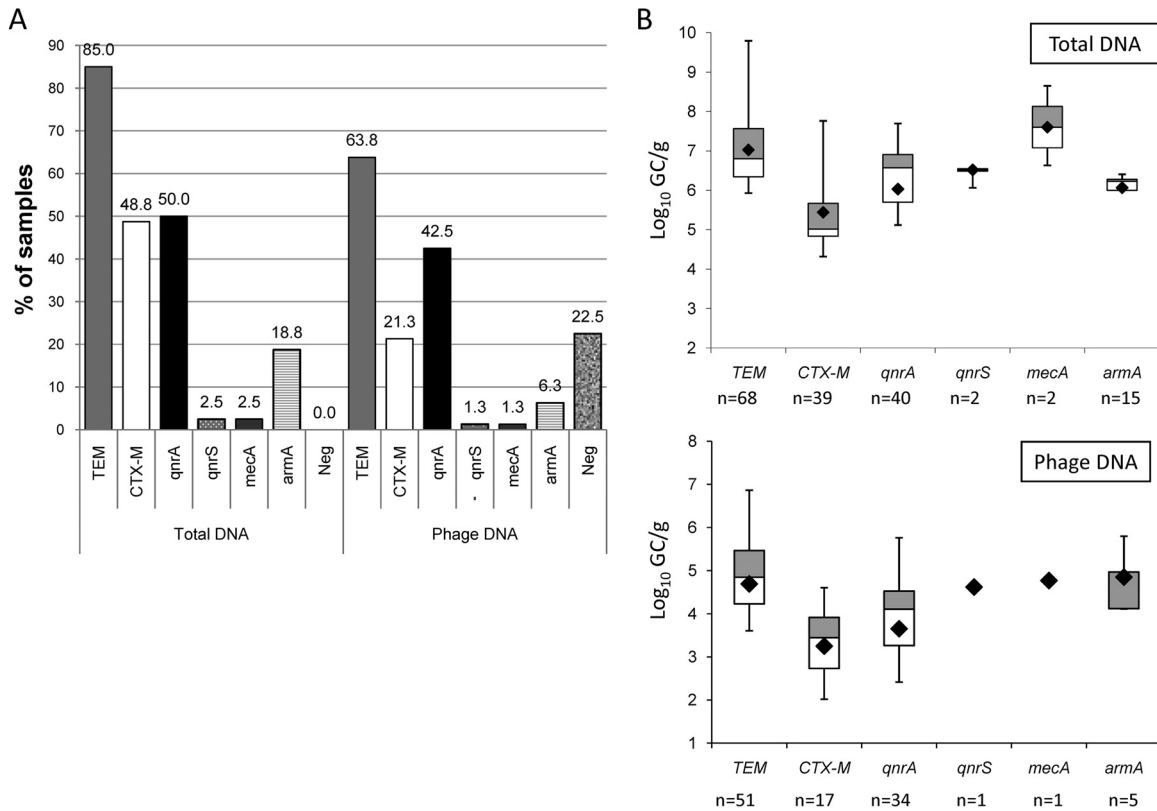 A
% of samples
90
80
70
60
50
40
30
20
10
0
85.0
48.8
50.0
2.5
2.5
18.8
0.0
63.8
21.3
42.5
1.3
1.3
6.3
22.5
TEM
CTX-M
qnrA
qnrS
mecA
armA
Neg
TEM
CTX-M
qnrA
qnrS
mecA
armA
Neg
Total DNA
Phage DNA
B
Total DNA
Log10 GC/g
10
9
8
7
6
5
4
3
2
TEM CTX-M qnrA qnrS mecA armA
n=68 n=39 n=40 n=2 n=2 n=15
Phage DNA
Log10 GC/g
8
7
6
5
4
3
2
1
TEM CTX-M qnrA qnrS mecA armA
n=51 n=17 n=34 n=1 n=1 n=5